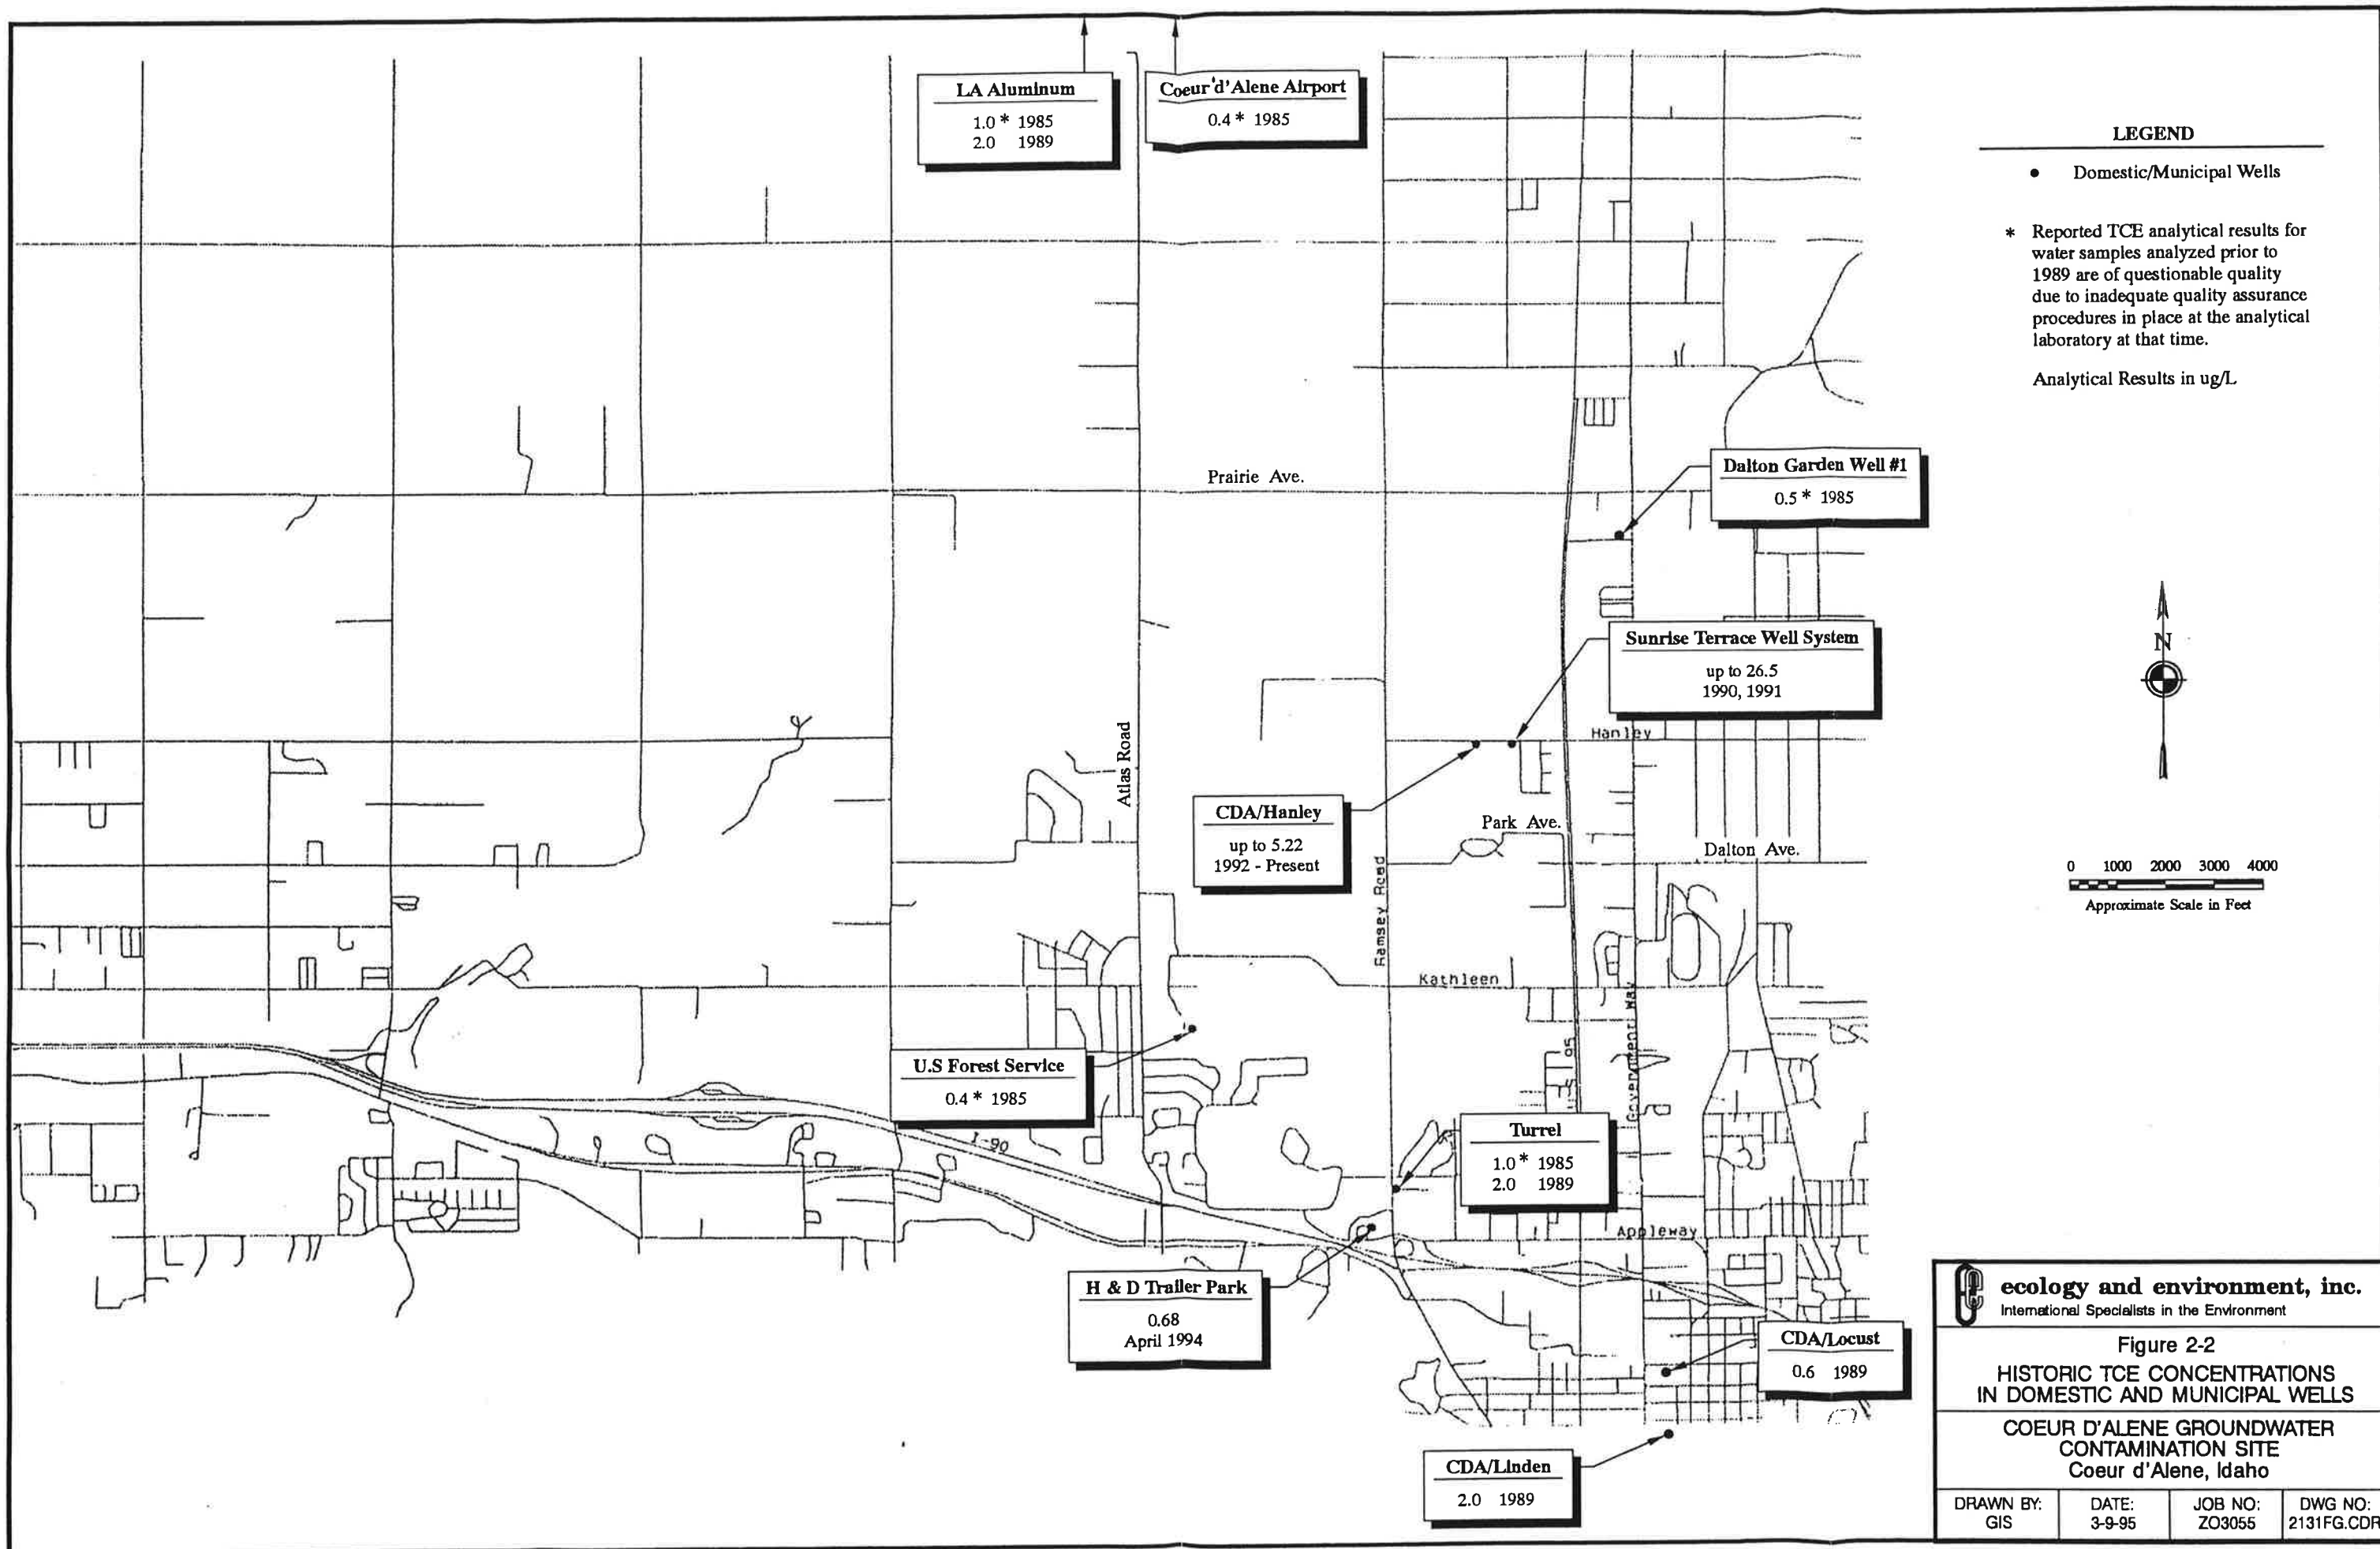 LA Aluminum
1.0 * 1985
2.0 1989
Coeur d'Alene Airport
0.4 * 1985
LEGEND
● Domestic/Municipal Wells
* Reported TCE analytical results for
water samples analyzed prior to
1989 are of questionable quality
due to inadequate quality assurance
procedures in place at the analytical
laboratory at that time.
Analytical Results in ug/L
Prairie Ave.
Dalton Garden Well #1
0.5 * 1985
Sunrise Terrace Well System
up to 26.5
1990, 1991
N
Hanley
Atlas Road
CDA/Hanley
up to 5.22
1992 - Present
Park Ave.
Dalton Ave.
Ramsey Road
0 1000 2000 3000 4000
Approximate Scale in Feet
Kathleen
Government Way
U.S Forest Service
0.4 * 1985
95
I-90
Turrel
1.0 * 1985
2.0 1989
Appleway
H & D Trailer Park
0.68
April 1994
CDA/Locust
0.6 1989
CDA/Linden
2.0 1989
ecology and environment, inc.
International Specialists in the Environment
Figure 2-2
HISTORIC TCE CONCENTRATIONS
IN DOMESTIC AND MUNICIPAL WELLS
COEUR D'ALENE GROUNDWATER
CONTAMINATION SITE
Coeur d'Alene, Idaho
DRAWN BY:
GIS
DATE:
3-9-95
JOB NO:
ZO3055
DWG NO:
2131FG.CDR